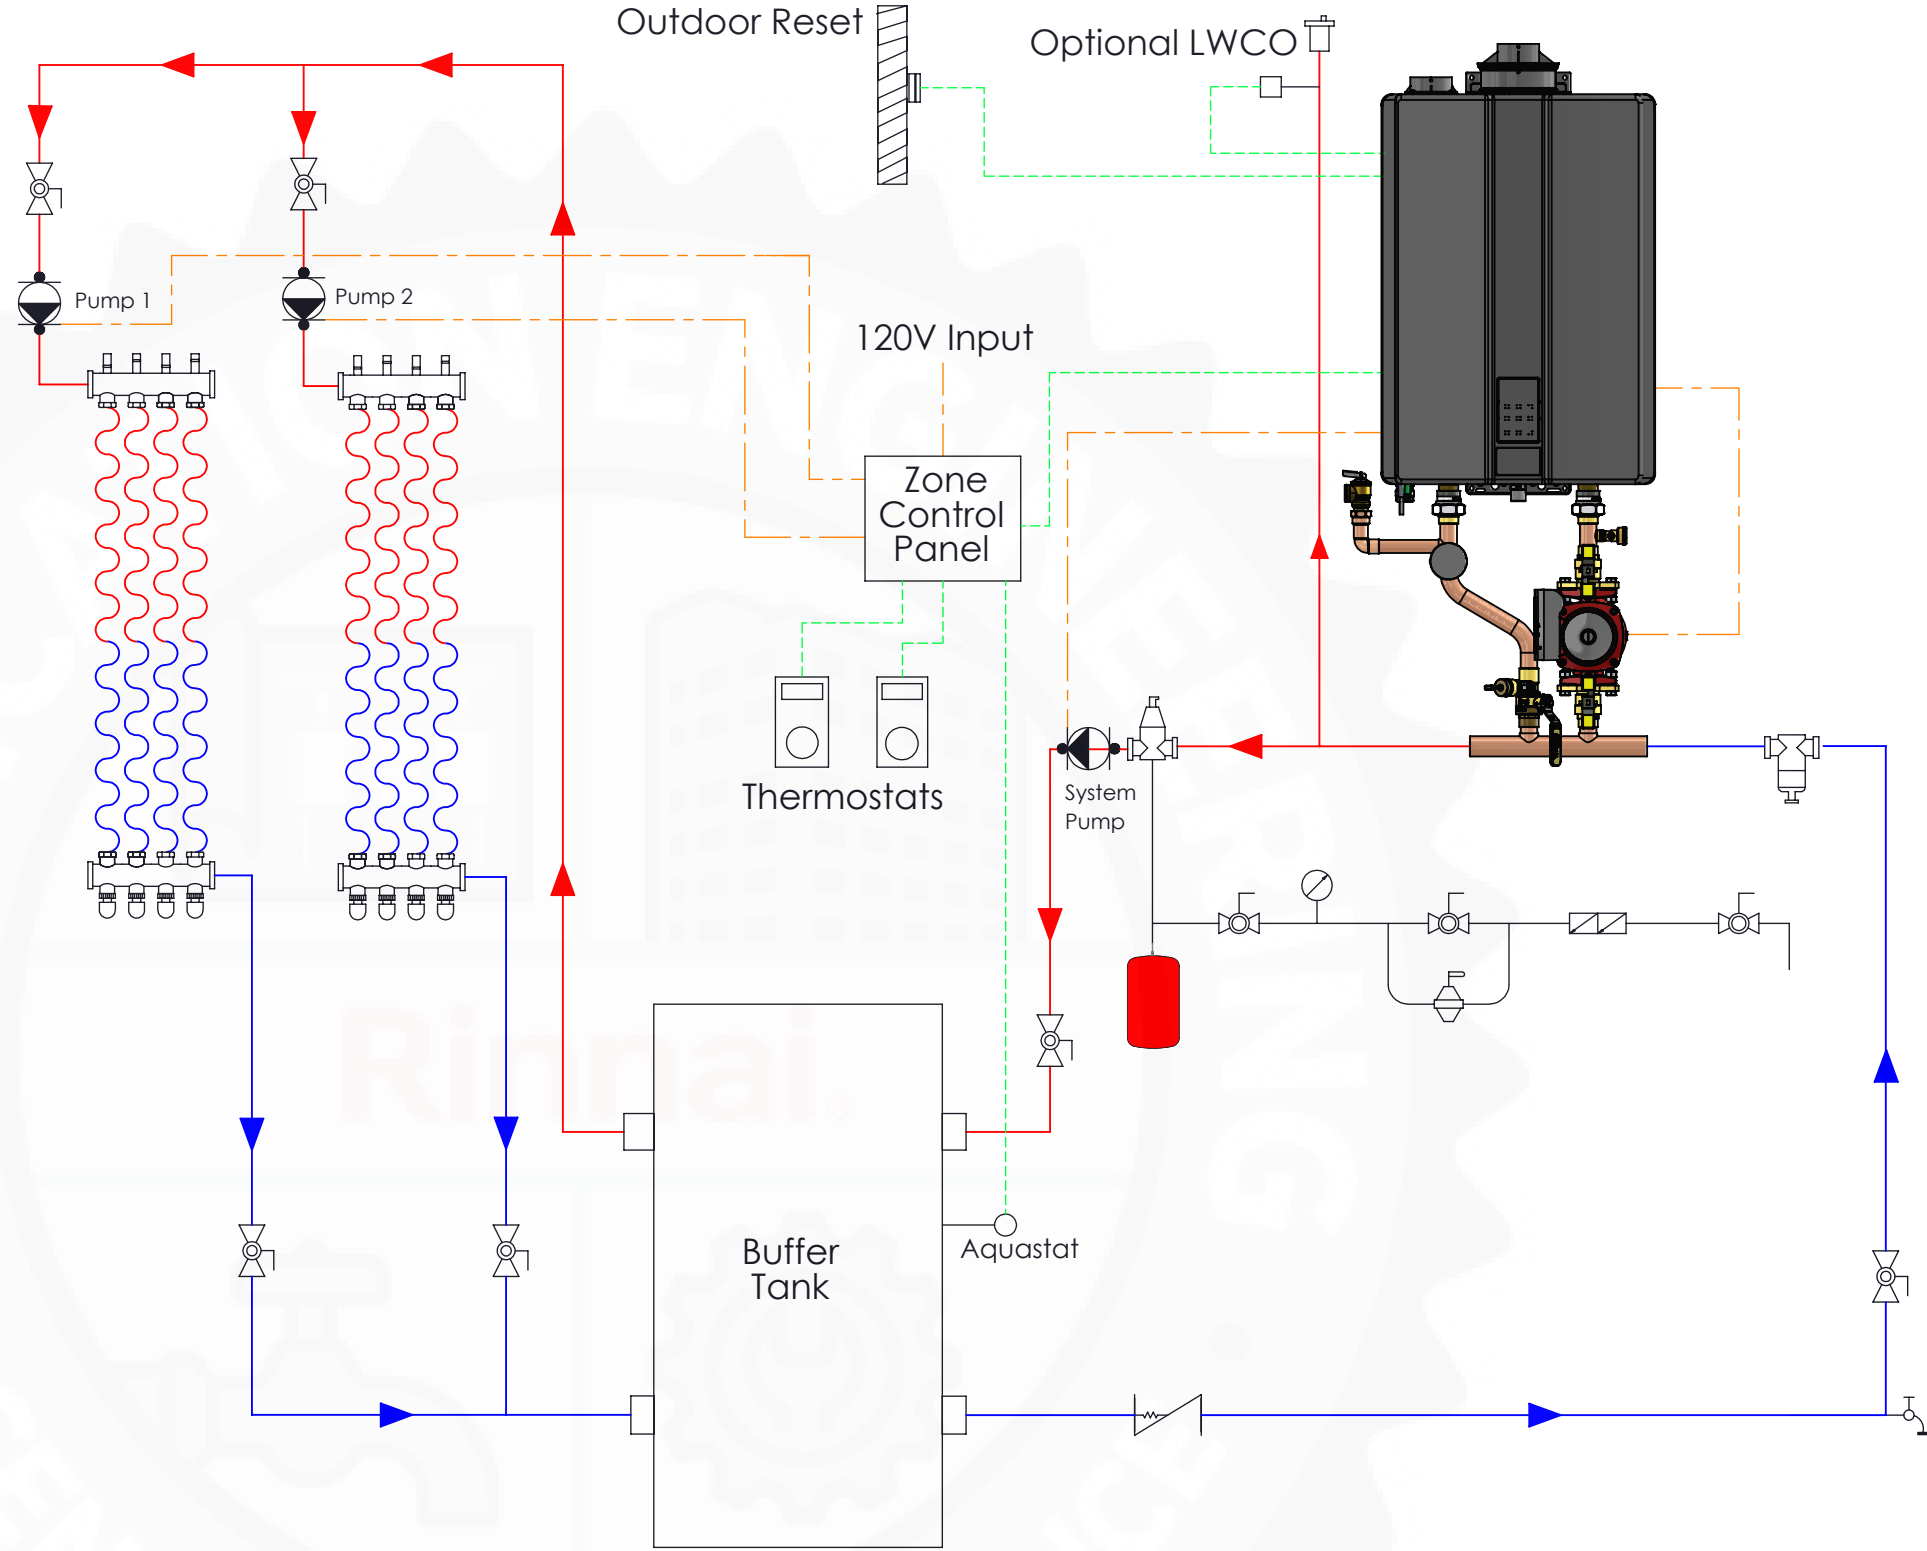 Outdoor Reset
Optional LWCO
Pump 1
Pump 2
120V Input
Zone
Control
Panel
Thermostats
System
Pump
Rinnai
Aquastat
Buffer
Tank